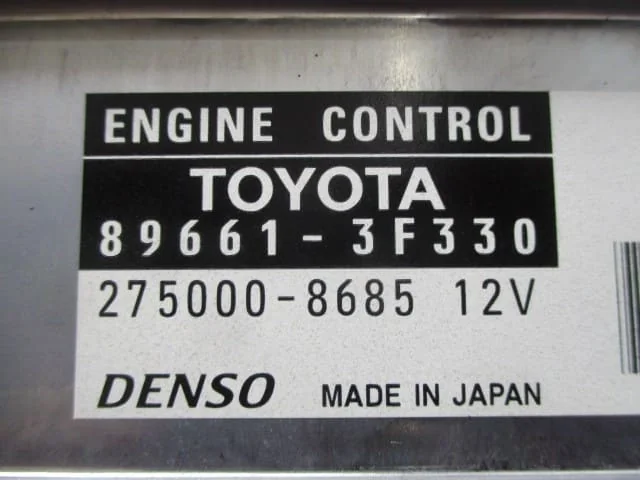 ENGINE CONTROL
TOYOTA
89661-3F330
275000-8685 12V
DENSO MADE IN JAPAN